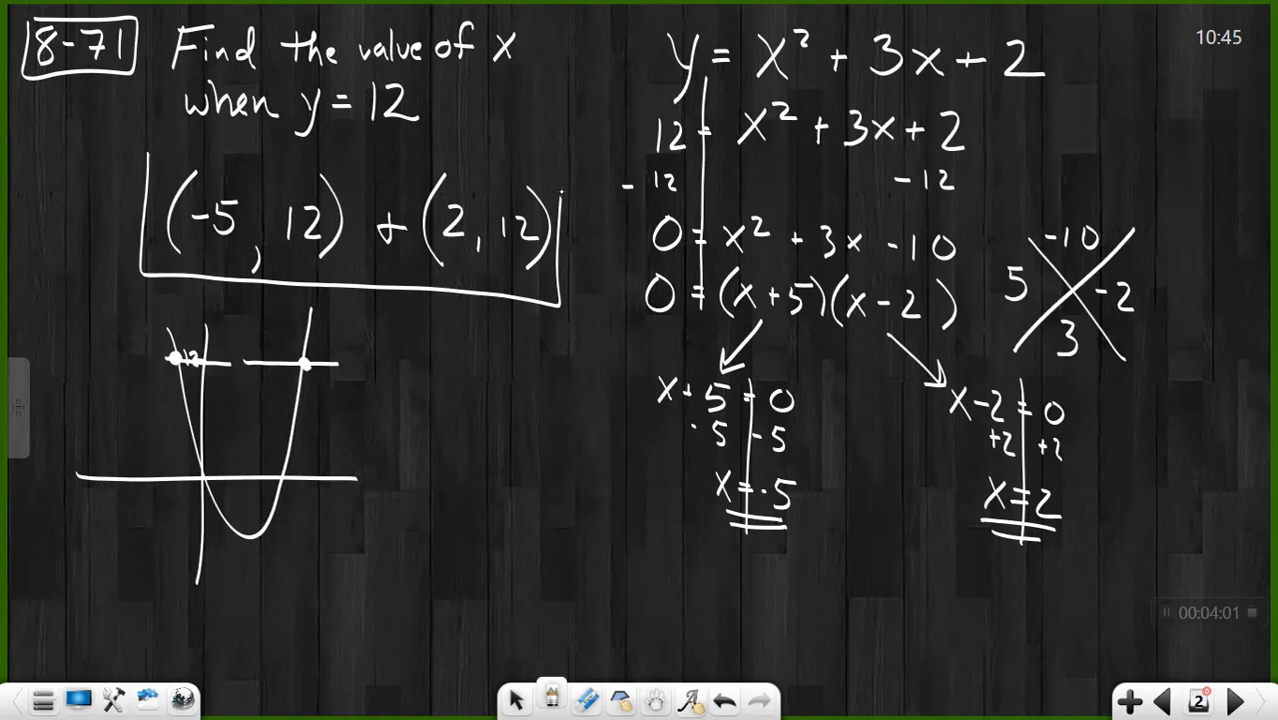 8-71 Find the value of x
when y = 12
(-5, 12) + (2, 12)
12
y = x² + 3x + 2
12 = x² + 3x + 2
- 12 - 12
0 = x² + 3x - 10
0 = (x + 5)(x - 2)
-10
5 -2
3
x + 5 = 0
- 5 - 5
x = -5
x - 2 = 0
+2 +2
x = 2
10:45
00:04:01
2
0